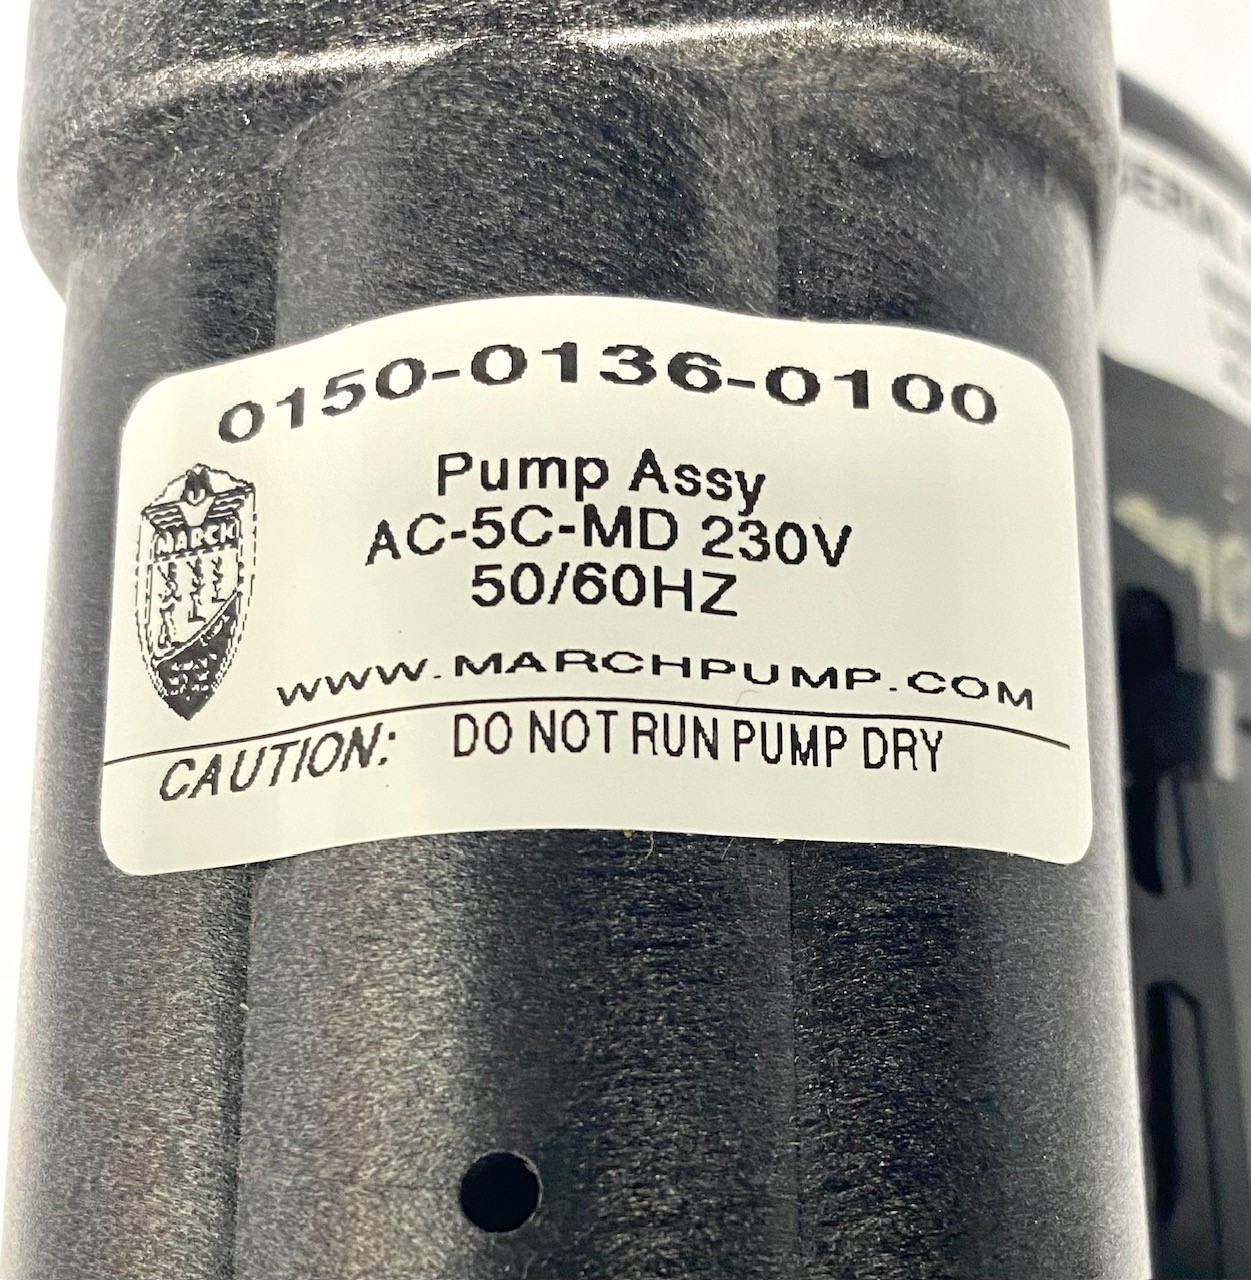 0150-0136-0100
Pump Assy
AC-5C-MD 230V
50/60HZ
MARCH
WWW.MARCHPUMP.COM
CAUTION: DO NOT RUN PUMP DRY